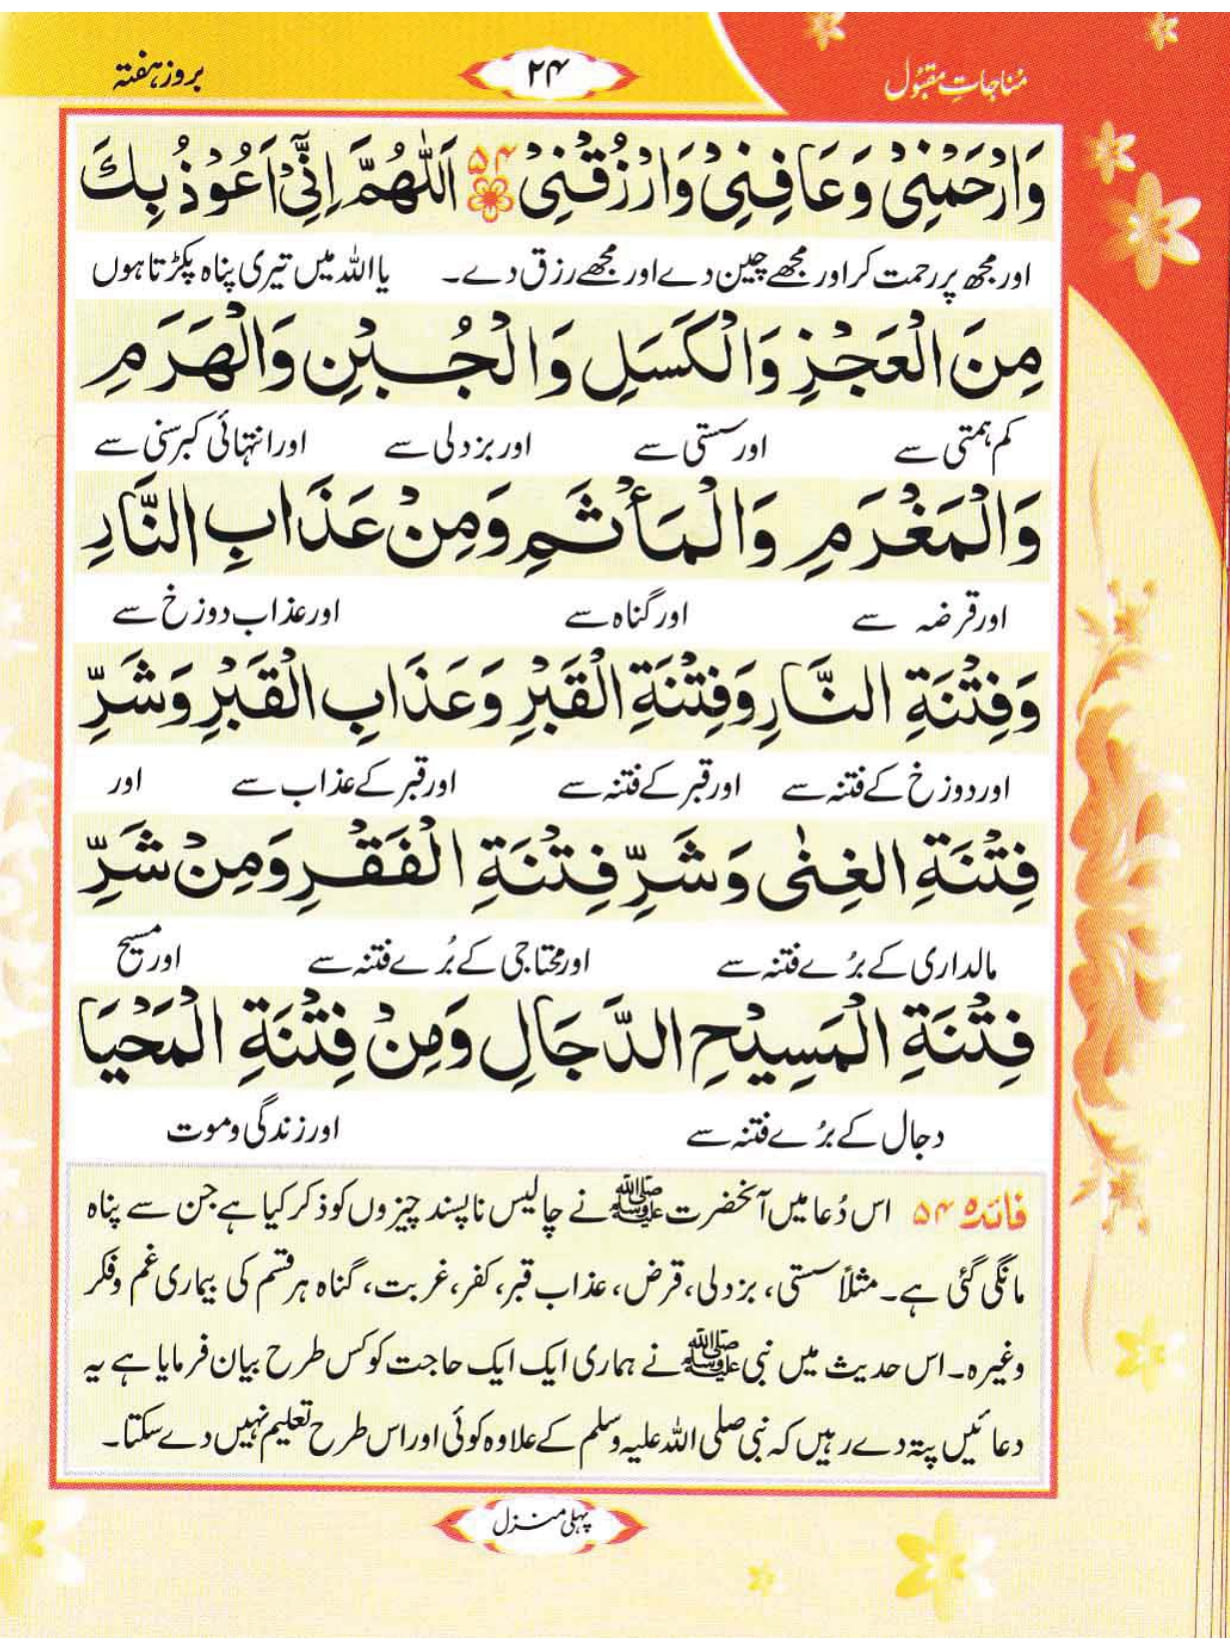 مُناجاتِ مقبُول
۲۴
بروز ہفتہ
وَارْحَمْنِيْ وَعَافِنِيْ وَارْزُقْنِيْ ۵۴ اَللّٰهُمَّ اِنِّيْٓ اَعُوْذُ بِكَ
اور مجھ پر رحمت کر اور مجھے چین دے اور مجھے رزق دے۔ یا اللہ میں تیری پناہ پکڑتا ہوں
مِنَ الْعَجْزِ وَالْكَسَلِ وَالْجُبْنِ وَالْهَرَمِ
کم ہمتی سے اور سستی سے اور بزدلی سے اور انتہائی کبر سنی سے
وَالْمَغْرَمِ وَالْمَأْثَمِ وَمِنْ عَذَابِ النَّارِ
اور قرضہ سے اور گناہ سے اور عذاب دوزخ سے
وَفِتْنَةِ النَّارِ وَفِتْنَةِ الْقَبْرِ وَعَذَابِ الْقَبْرِ وَشَرِّ
اور دوزخ کے فتنہ سے اور قبر کے فتنہ سے اور قبر کے عذاب سے اور
فِتْنَةِ الْغِنٰى وَشَرِّ فِتْنَةِ الْفَقْرِ وَمِنْ شَرِّ
مالداری کے بُرے فتنہ سے اور محتاجی کے بُرے فتنہ سے اور مسیح
فِتْنَةِ الْمَسِيْحِ الدَّجَالِ وَمِنْ فِتْنَةِ الْمَحْيَا
دجال کے بُرے فتنہ سے اور زندگی و موت
فائدہ ۵۴ اس دُعا میں آنحضرت ﷺ نے چالیس ناپسند چیزوں کو ذکر کیا ہے جن سے پناہ
مانگی گئی ہے۔ مثلاً سستی، بزدلی، قرض، عذاب قبر، کفر، غربت، گناہ ہر قسم کی بیماری غم و فکر
وغیرہ۔ اس حدیث میں نبی ﷺ نے ہماری ایک ایک حاجت کو کس طرح بیان فرمایا ہے یہ
دعائیں پتہ دے رہیں کہ نبی صلی اللہ علیہ وسلم کے علاوہ کوئی اور اس طرح تعلیم نہیں دے سکتا۔
پہلی منزل